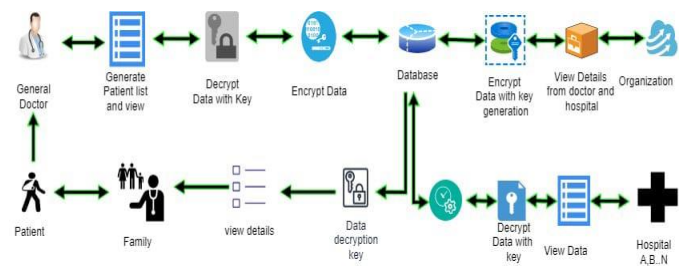 General
Doctor
Generate
Patient list
and view
Decrypt
Data with Key
Encrypt Data
Database
Encrypt
Data with key
generation
View Details
from doctor and
hospital
Organization
Patient
Family
view details
Data
decryption
key
Decrypt
Data with
key
View Data
Hospital
A,B..N